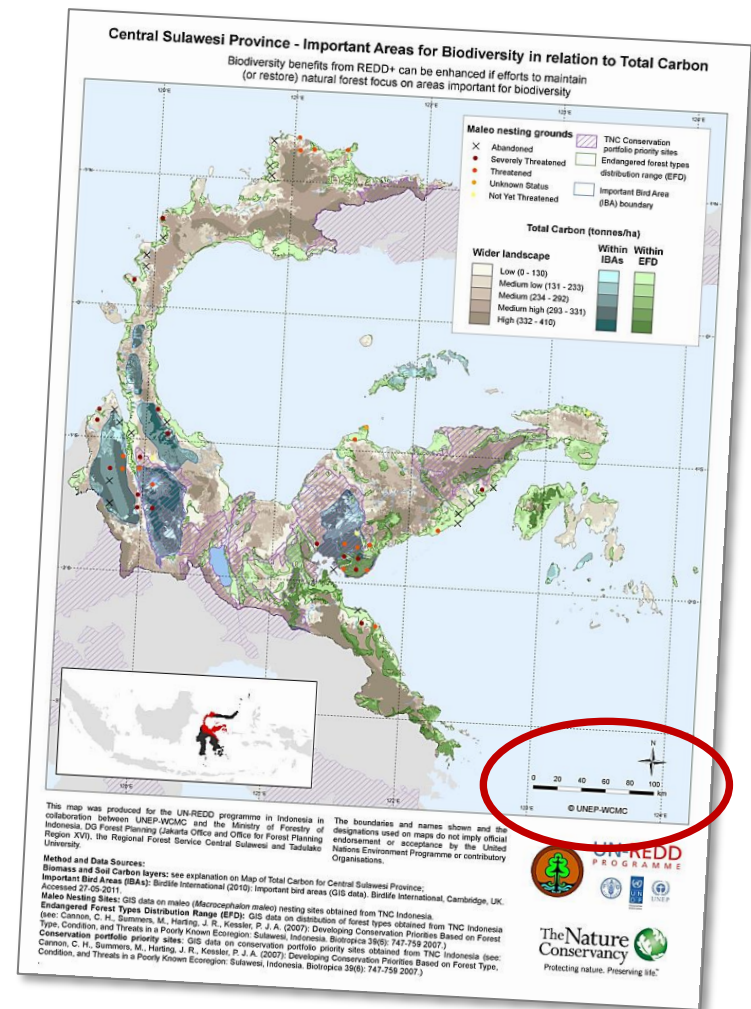 Central Sulawesi Province - Important Areas for Biodiversity in relation to Total Carbon
Biodiversity benefits from REDD+ can be enhanced if efforts to maintain
(or restore) natural forest focus on areas important for biodiversity
120°E
121°E
122°E
123°E
Maleo nesting grounds
Abandoned
Severely Threatened
Threatened
Unknown Status
Not Yet Threatened
TNC Conservation
portfolio priority sites
Endangered forest types
distribution range (EFD)
Important Bird Area
(IBA) boundary
Total Carbon (tonnes/ha)
Wider landscape
Within
IBAs
Within
EFD
Low (0 - 130)
Medium low (131 - 233)
Medium (234 - 292)
Medium high (293 - 331)
High (332 - 410)
N
0 20 40 60 80 100
km
© UNEP-WCMC
120°E
121°E
122°E
123°E
124°E
This map was produced for the UN-REDD programme in Indonesia in
collaboration between UNEP-WCMC and the Ministry of Forestry of
Indonesia, DG Forest Planning (Jakarta Office and Office for Forest Planning
Region XVI), the Regional Forest Service Central Sulawesi and Tadulako
University.
The boundaries and names shown and the
designations used on maps do not imply official
endorsement or acceptance by the United
Nations Environment Programme or contributory
Organisations.
Method and Data Sources:
Biomass and Soil Carbon layers: see explanation on Map of Total Carbon for Central Sulawesi Province;
Important Bird Areas (IBAs): Birdlife International (2010): Important bird areas (GIS data). Birdlife International, Cambridge, UK.
Accessed 27-05-2011.
Maleo Nesting Sites: GIS data on maleo (Macrocephalon maleo) nesting sites obtained from TNC Indonesia.
Endangered Forest Types Distribution Range (EFD): GIS data on distribution of forest types obtained from TNC Indonesia
(see: Cannon, C. H., Summers, M., Harting, J. R., Kessler, P. J. A. (2007): Developing Conservation Priorities Based on Forest
Type, Condition, and Threats in a Poorly Known Ecoregion: Sulawesi, Indonesia. Biotropica 39(6): 747-759 2007.)
Conservation portfolio priority sites: GIS data on conservation portfolio priority sites obtained from TNC Indonesia (see:
Cannon, C. H., Summers, M., Harting, J. R., Kessler, P. J. A. (2007): Developing Conservation Priorities Based on Forest Type,
Condition, and Threats in a Poorly Known Ecoregion: Sulawesi, Indonesia. Biotropica 39(6): 747-759 2007.)
UN-REDD
PROGRAMME
UNEP
The Nature
Conservancy
Protecting nature. Preserving life.™